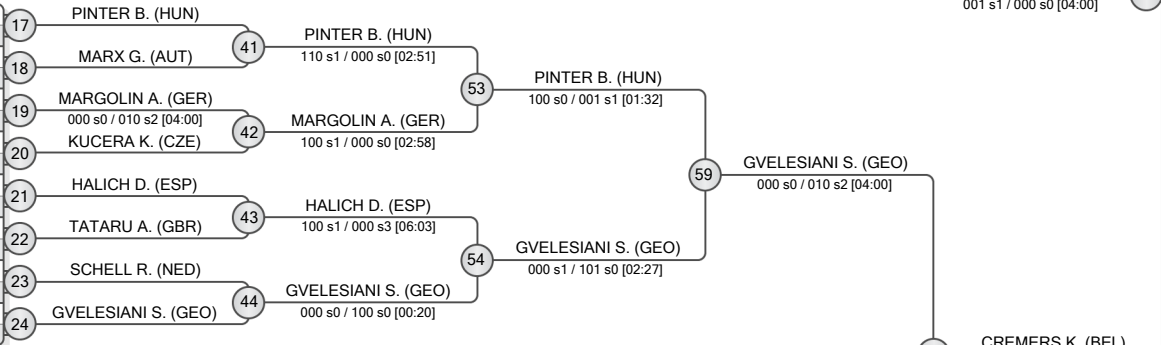 001 s1 / 000 s0 [04:00]
17
PINTER B. (HUN)
18
MARX G. (AUT)
19
MARGOLIN A. (GER)
000 s0 / 010 s2 [04:00]
20
KUCERA K. (CZE)
21
HALICH D. (ESP)
22
TATARU A. (GBR)
23
SCHELL R. (NED)
24
GVELESIANI S. (GEO)
41
PINTER B. (HUN)
110 s1 / 000 s0 [02:51]
42
MARGOLIN A. (GER)
100 s1 / 000 s0 [02:58]
43
HALICH D. (ESP)
100 s1 / 000 s3 [06:03]
44
GVELESIANI S. (GEO)
000 s0 / 100 s0 [00:20]
53
PINTER B. (HUN)
100 s0 / 001 s1 [01:32]
54
GVELESIANI S. (GEO)
000 s1 / 101 s0 [02:27]
59
GVELESIANI S. (GEO)
000 s0 / 010 s2 [04:00]
CREMERS K. (BEL)